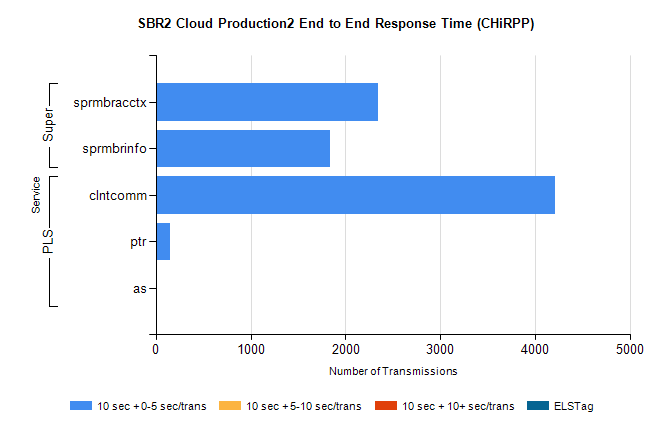 SBR2 Cloud Production2 End to End Response Time (CHiRPP)
Super
sprmbracctx
sprmbrinfo
Service
PLS
clntcomm
ptr
as
0 1000 2000 3000 4000 5000
Number of Transmissions
10 sec +0-5 sec/trans 10 sec +5-10 sec/trans 10 sec + 10+ sec/trans ELSTag